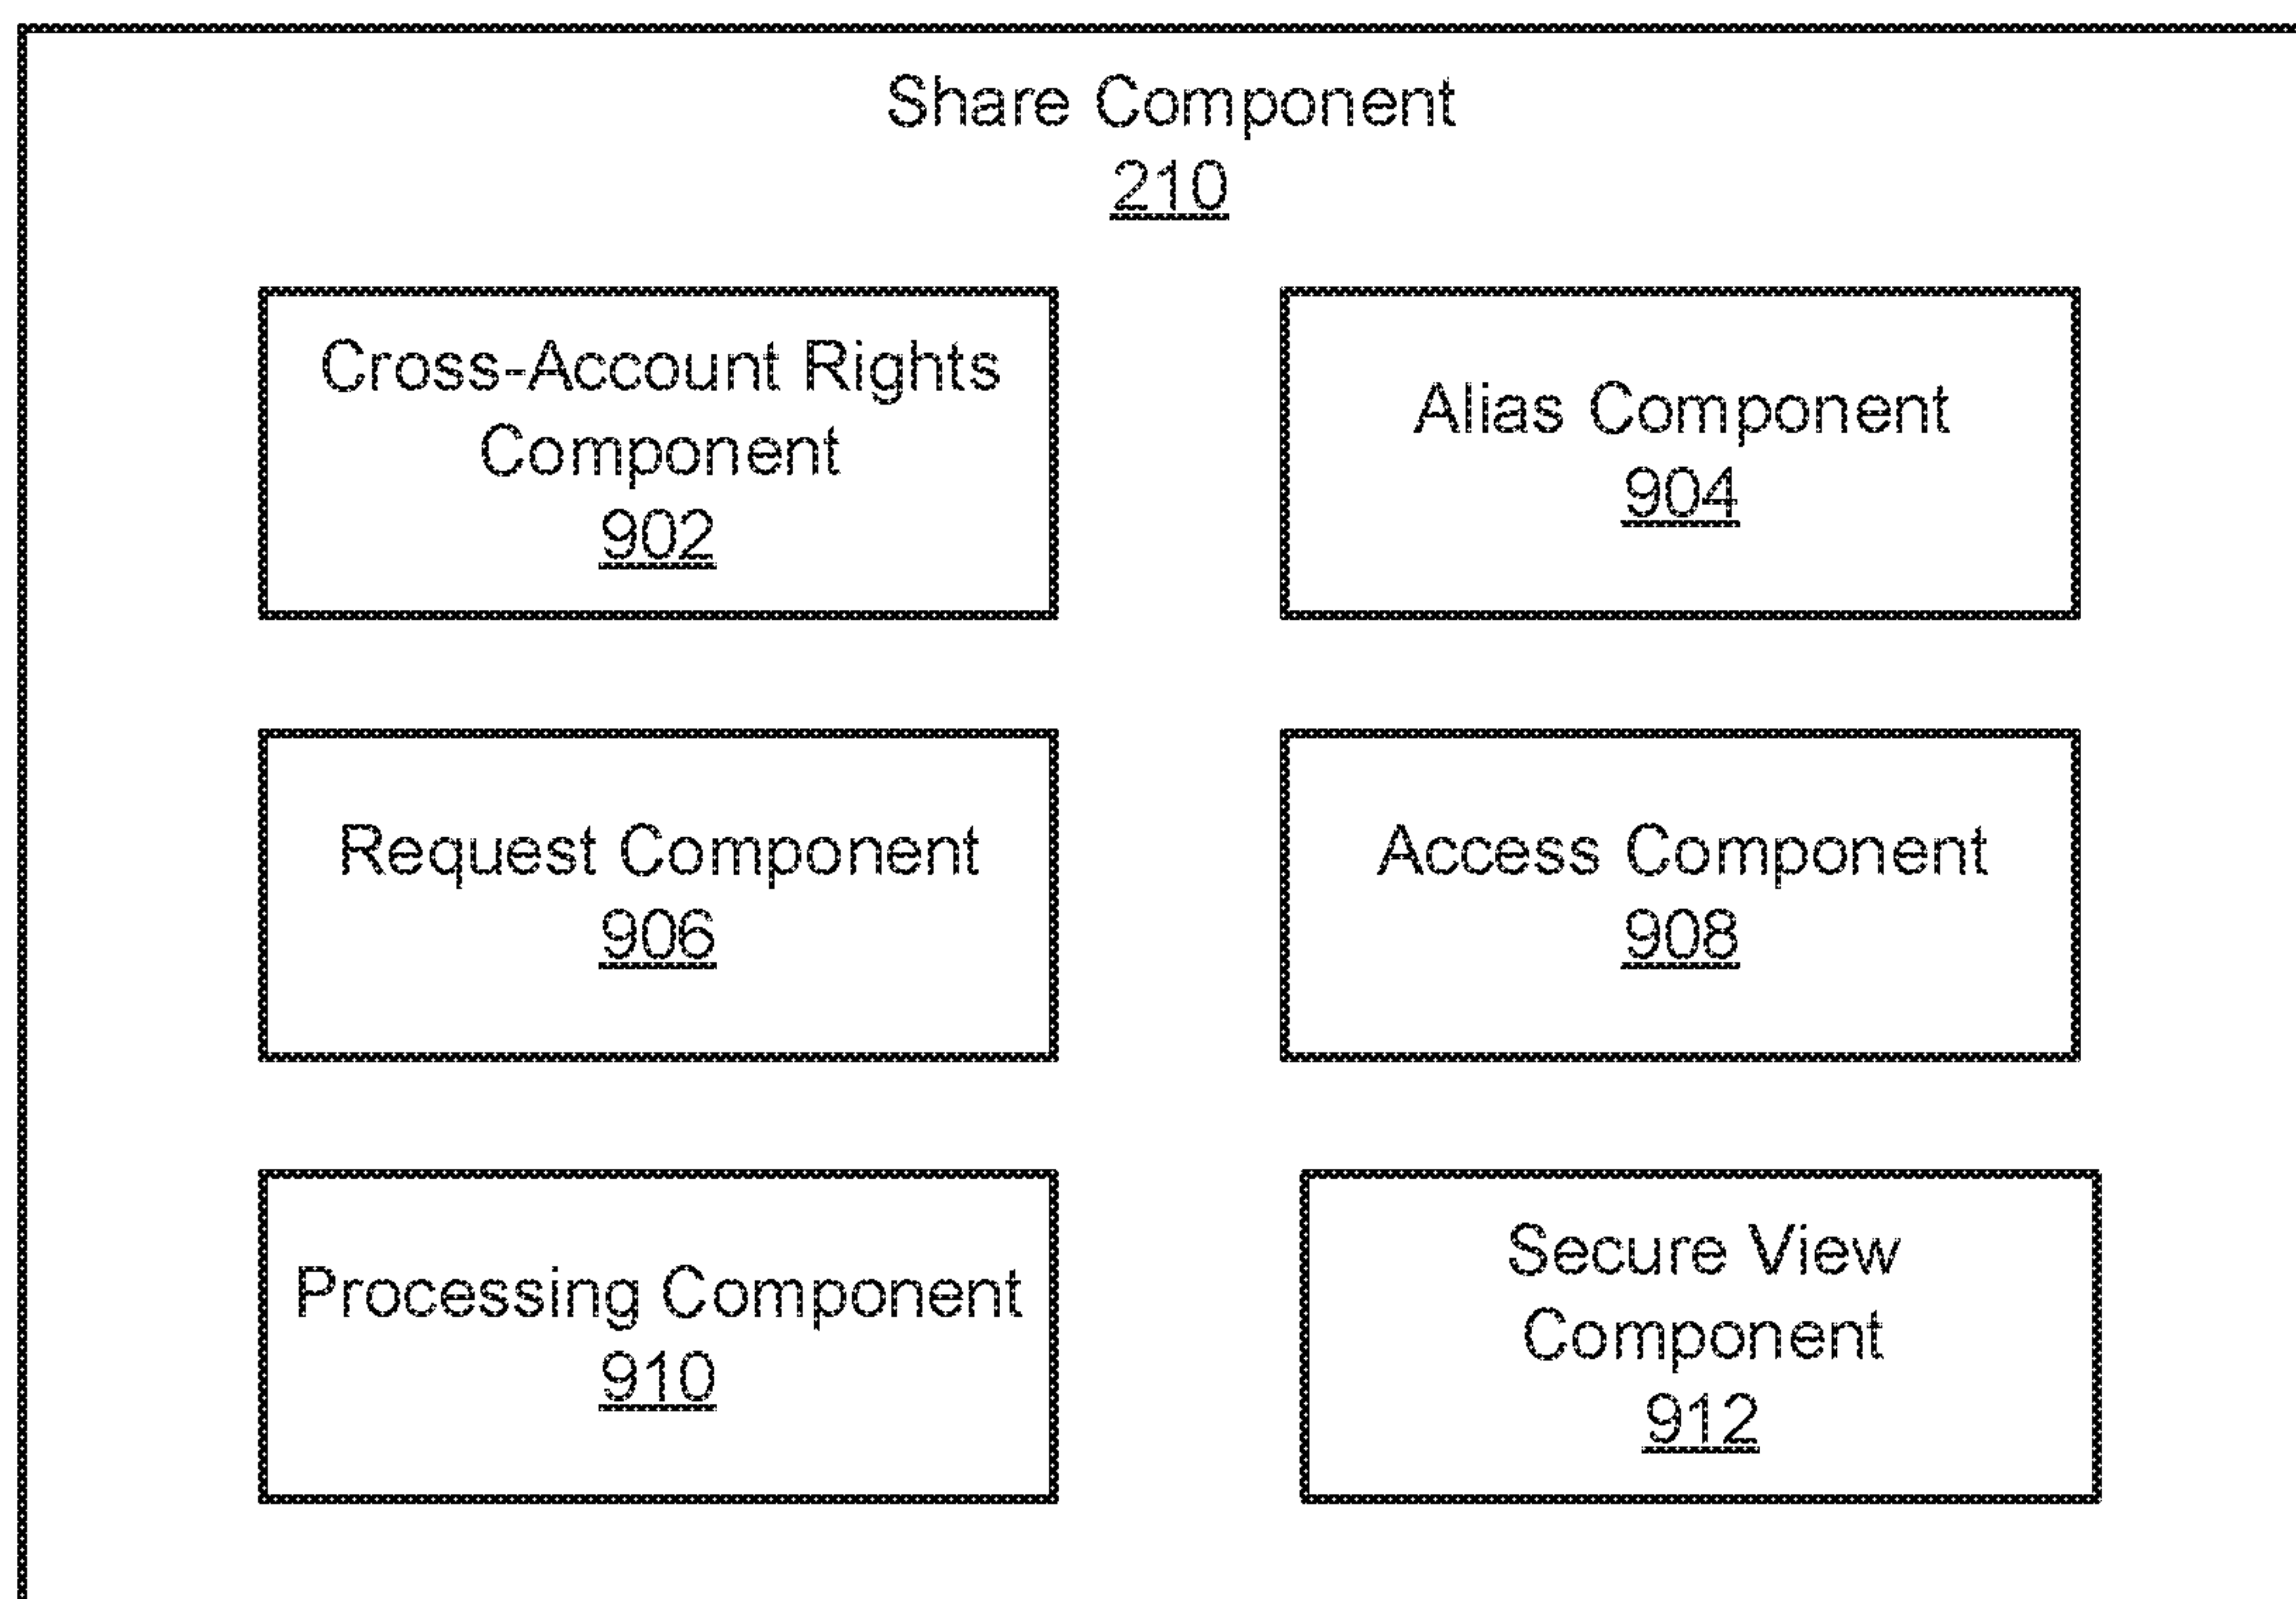 Share Component
210
Cross-Account Rights
Component
902
Alias Component
904
Request Component
906
Access Component
908
Processing Component
910
Secure View
Component
912